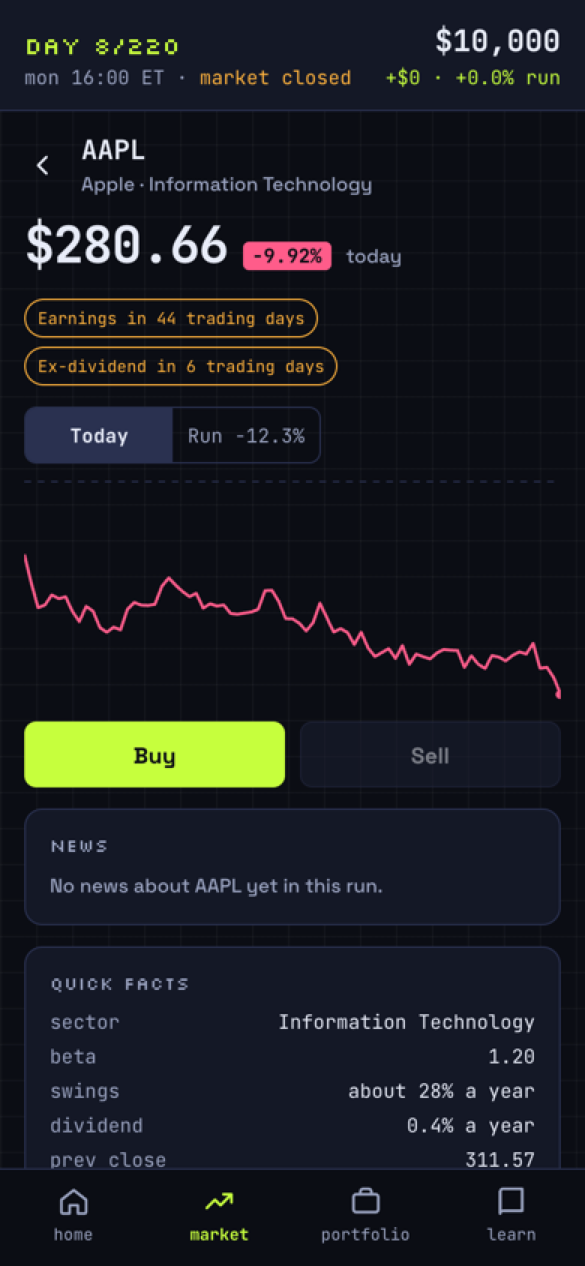 DAY 8/220
$10,000
mon 16:00 ET · market closed
+$0 · +0.0% run
AAPL
Apple · Information Technology
$280.66 -9.92% today
Earnings in 44 trading days
Ex-dividend in 6 trading days
Today
Run -12.3%
Buy
Sell
NEWS
No news about AAPL yet in this run.
QUICK FACTS
sector Information Technology
beta 1.20
swings about 28% a year
dividend 0.4% a year
prev close 311.57
home
market
portfolio
learn